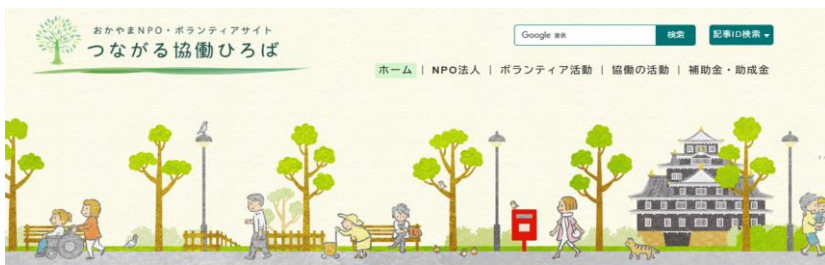 おかやまNPO・ボランティアサイト
つながる協働ひろば
Google 提供
検索
記事ID検索
ホーム | NPO法人 | ボランティア活動 | 協働の活動 | 補助金・助成金